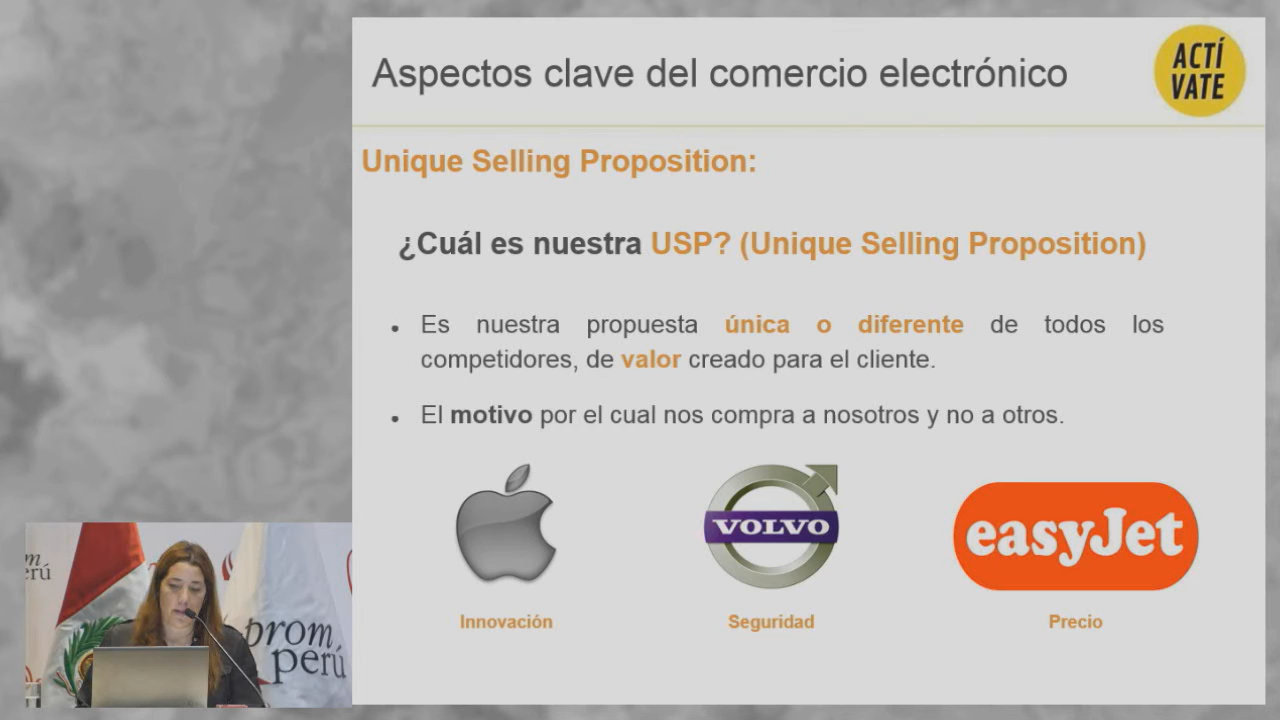 Aspectos clave del comercio electrónico
ACTÍ
VATE
Unique Selling Proposition:
¿Cuál es nuestra USP? (Unique Selling Proposition)
• Es nuestra propuesta única o diferente de todos los
competidores, de valor creado para el cliente.
• El motivo por el cual nos compra a nosotros y no a otros.
VOLVO
easyJet
Innovación
Seguridad
Precio
prom
perú